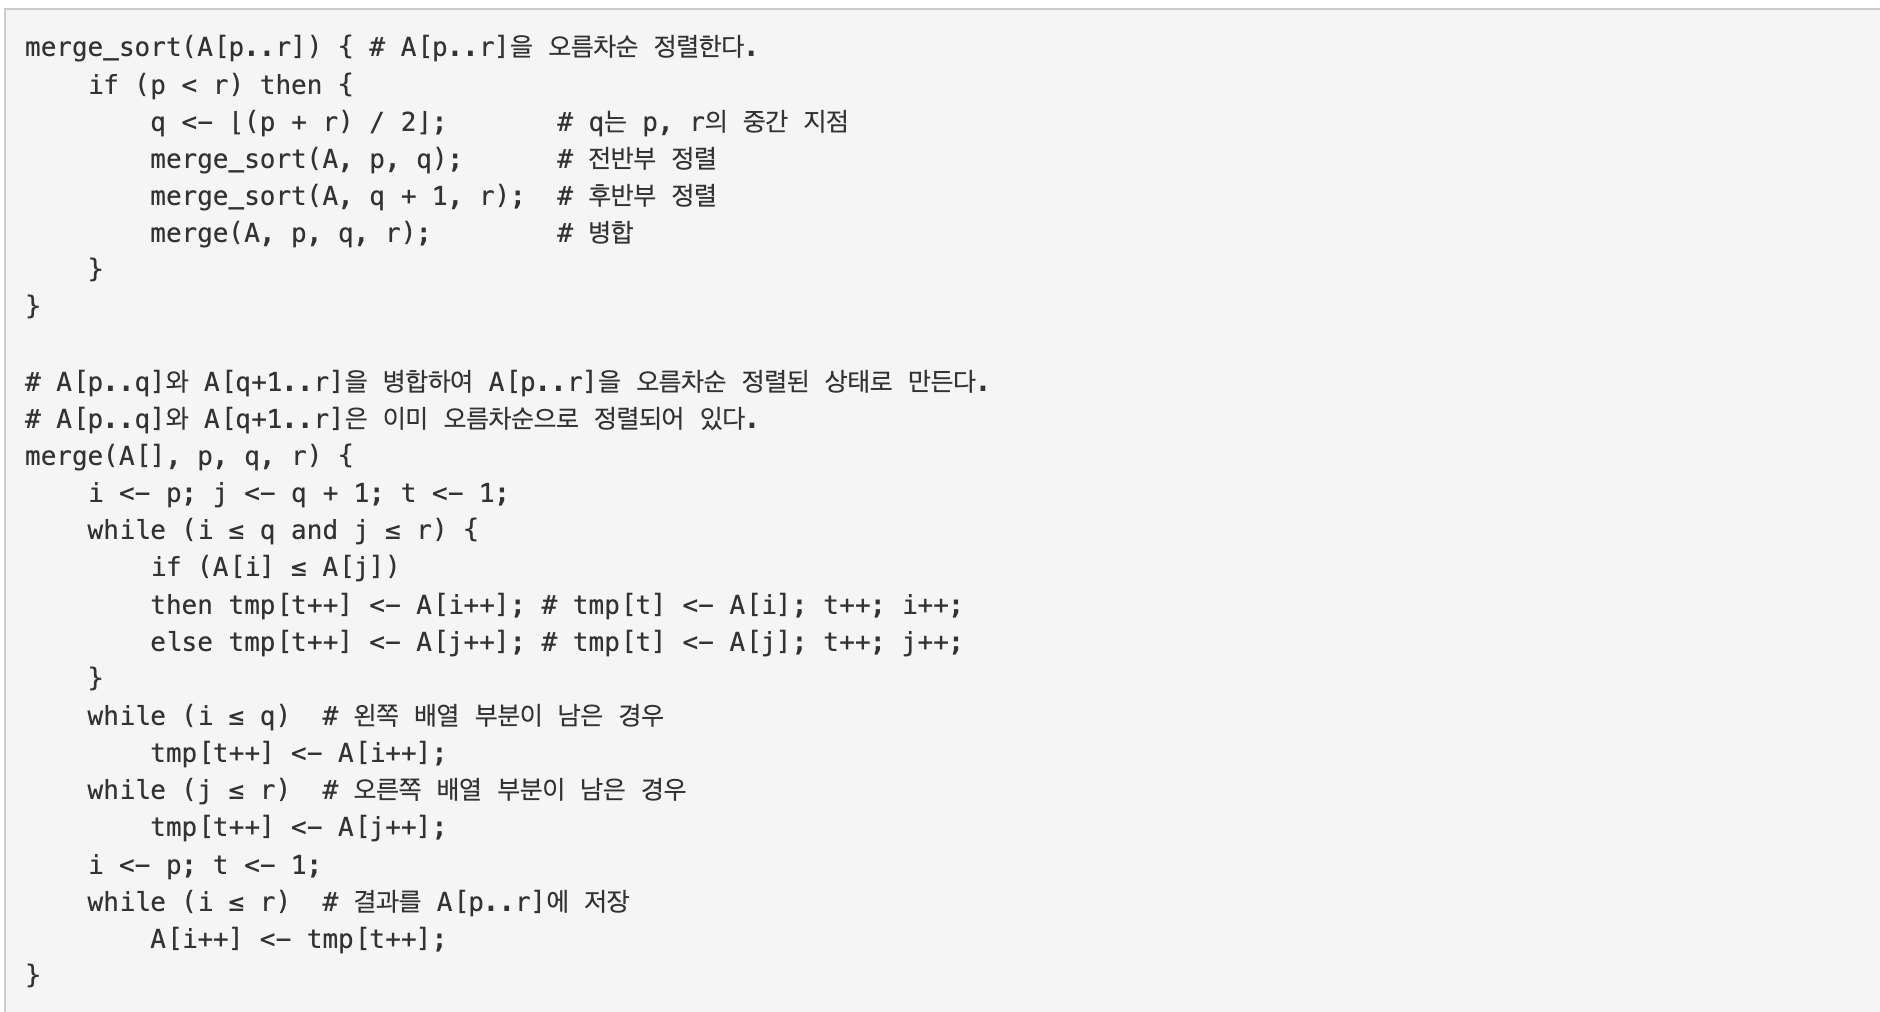 merge_sort(A[p..r]) { # A[p..r]을 오름차순 정렬한다.
    if (p < r) then {
        q <- ⌊(p + r) / 2⌋;       # q는 p, r의 중간 지점
        merge_sort(A, p, q);      # 전반부 정렬
        merge_sort(A, q + 1, r);  # 후반부 정렬
        merge(A, p, q, r);        # 병합
    }
}

# A[p..q]와 A[q+1..r]을 병합하여 A[p..r]을 오름차순 정렬된 상태로 만든다.
# A[p..q]와 A[q+1..r]은 이미 오름차순으로 정렬되어 있다.
merge(A[], p, q, r) {
    i <- p; j <- q + 1; t <- 1;
    while (i ≤ q and j ≤ r) {
        if (A[i] ≤ A[j])
        then tmp[t++] <- A[i++]; # tmp[t] <- A[i]; t++; i++;
        else tmp[t++] <- A[j++]; # tmp[t] <- A[j]; t++; j++;
    }
    while (i ≤ q)  # 왼쪽 배열 부분이 남은 경우
        tmp[t++] <- A[i++];
    while (j ≤ r)  # 오른쪽 배열 부분이 남은 경우
        tmp[t++] <- A[j++];
    i <- p; t <- 1;
    while (i ≤ r)  # 결과를 A[p..r]에 저장
        A[i++] <- tmp[t++];
}